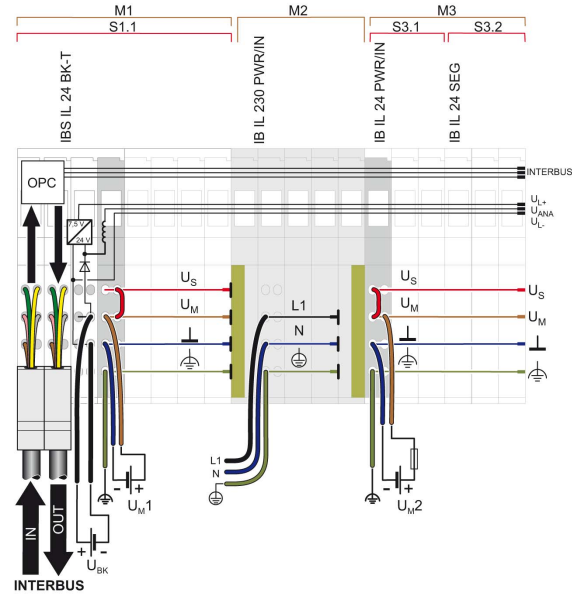 M1 M2 M3
S1.1 S3.1 S3.2
IBS IL 24 BK-T
IB IL 230 PWR/IN
IB IL 24 PWR/IN
IB IL 24 SEG
OPC
INTERBUS
7,5 V
24 V
UL+
UANA
UL-
US US US
UM L1 UM UM
N
L1
N
- + - +
UM1 UM2
IN OUT
+ -
UBK
INTERBUS